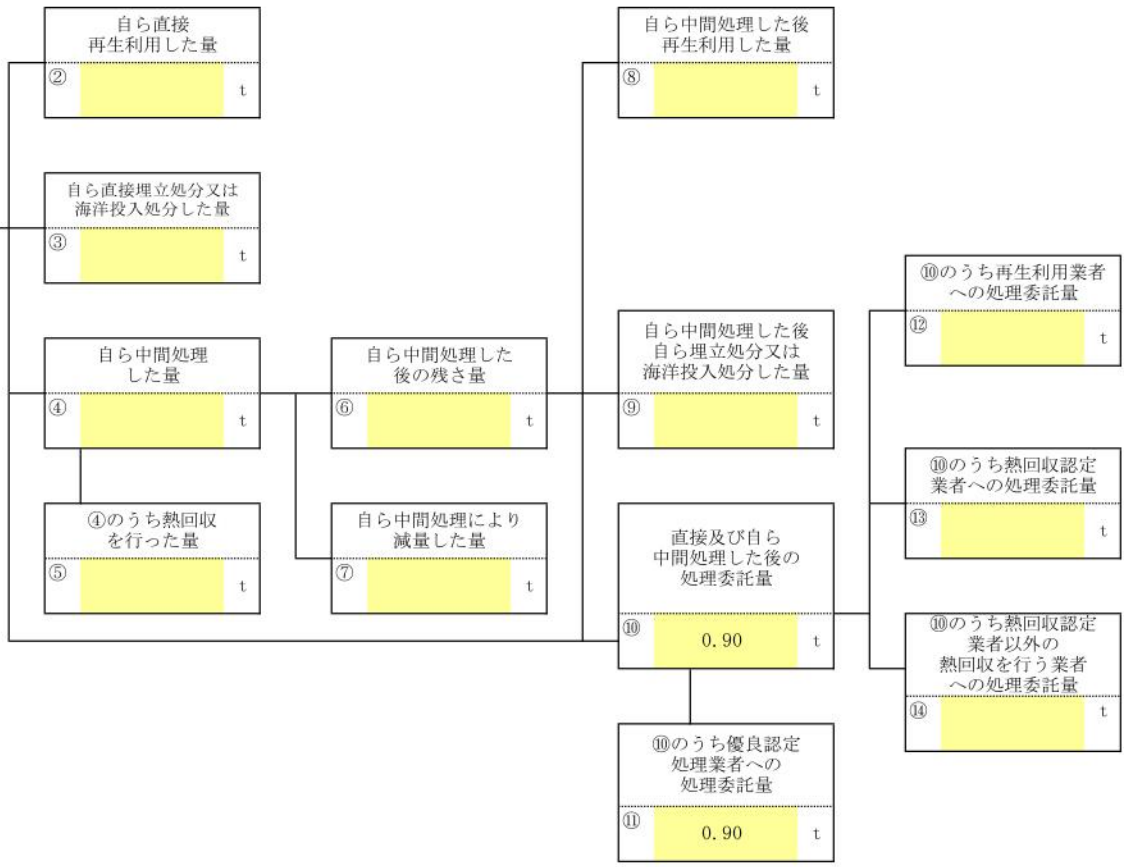 自ら直接
再生利用した量
②
t
自ら中間処理した後
再生利用した量
⑧
t
自ら直接埋立処分又は
海洋投入処分した量
③
t
⑩のうち再生利用業者
への処理委託量
⑫
t
自ら中間処理
した量
④
t
自ら中間処理した
後の残さ量
⑥
t
自ら中間処理した後
自ら埋立処分又は
海洋投入処分した量
⑨
t
⑩のうち熱回収認定
業者への処理委託量
⑬
t
④のうち熱回収
を行った量
⑤
t
自ら中間処理により
減量した量
⑦
t
直接及び自ら
中間処理した後の
処理委託量
⑩
0.90
t
⑩のうち熱回収認定
業者以外の
熱回収を行う業者
への処理委託量
⑭
t
⑩のうち優良認定
処理業者への
処理委託量
⑪
0.90
t